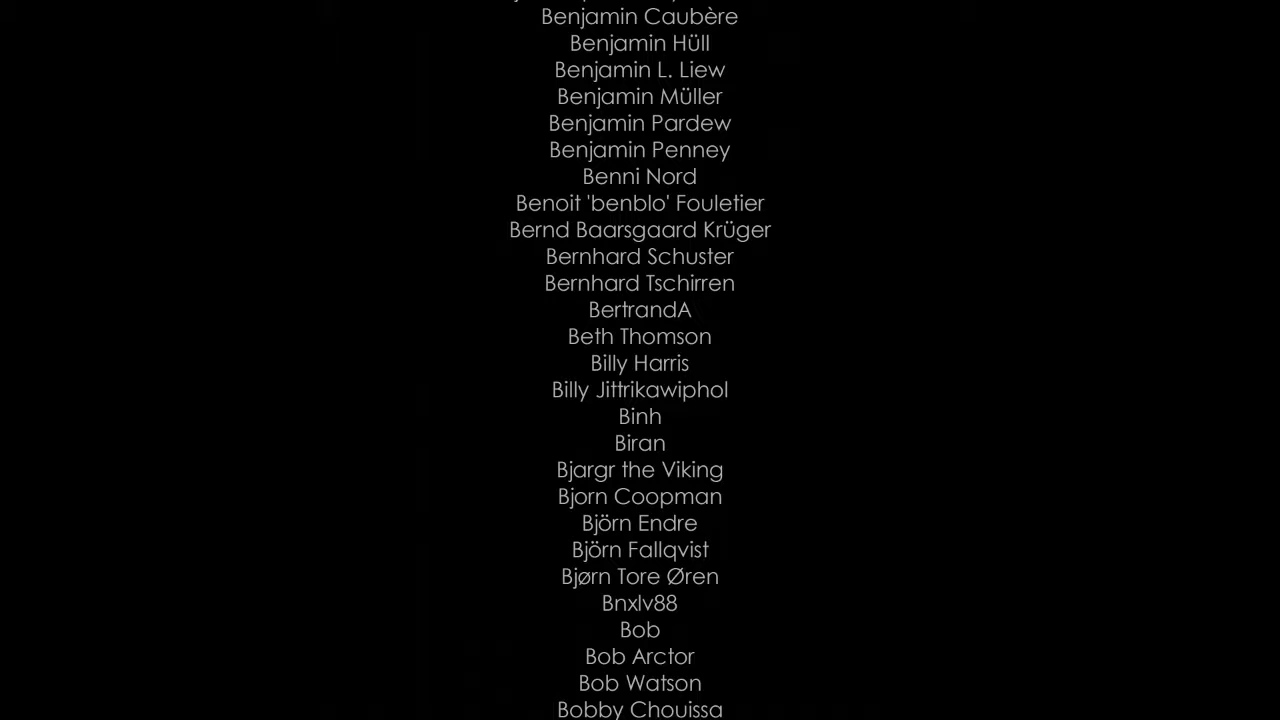 Benjamin Caubère
Benjamin Hüll
Benjamin L. Liew
Benjamin Müller
Benjamin Pardew
Benjamin Penney
Benni Nord
Benoit 'benblo' Fouletier
Bernd Baarsgaard Krüger
Bernhard Schuster
Bernhard Tschirren
BertrandA
Beth Thomson
Billy Harris
Billy Jittrikawiphol
Binh
Biran
Bjargr the Viking
Bjorn Coopman
Björn Endre
Björn Fallqvist
Bjørn Tore Øren
Bnxlv88
Bob
Bob Arctor
Bob Watson
Bobby Chouissa